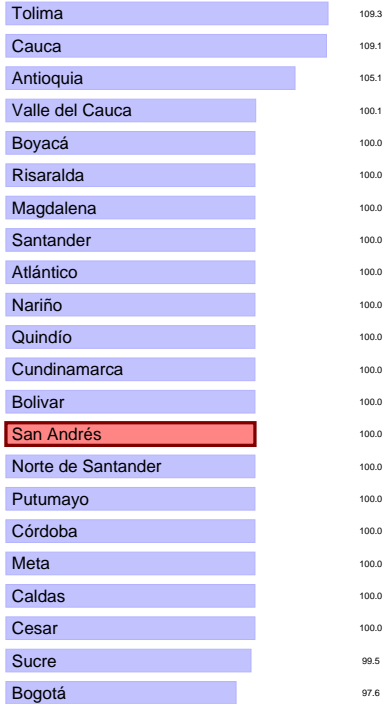 Tolima 109.3
Cauca 109.1
Antioquia 105.1
Valle del Cauca 100.1
Boyacá 100.0
Risaralda 100.0
Magdalena 100.0
Santander 100.0
Atlántico 100.0
Nariño 100.0
Quindío 100.0
Cundinamarca 100.0
Bolivar 100.0
San Andrés 100.0
Norte de Santander 100.0
Putumayo 100.0
Córdoba 100.0
Meta 100.0
Caldas 100.0
Cesar 100.0
Sucre 99.5
Bogotá 97.6